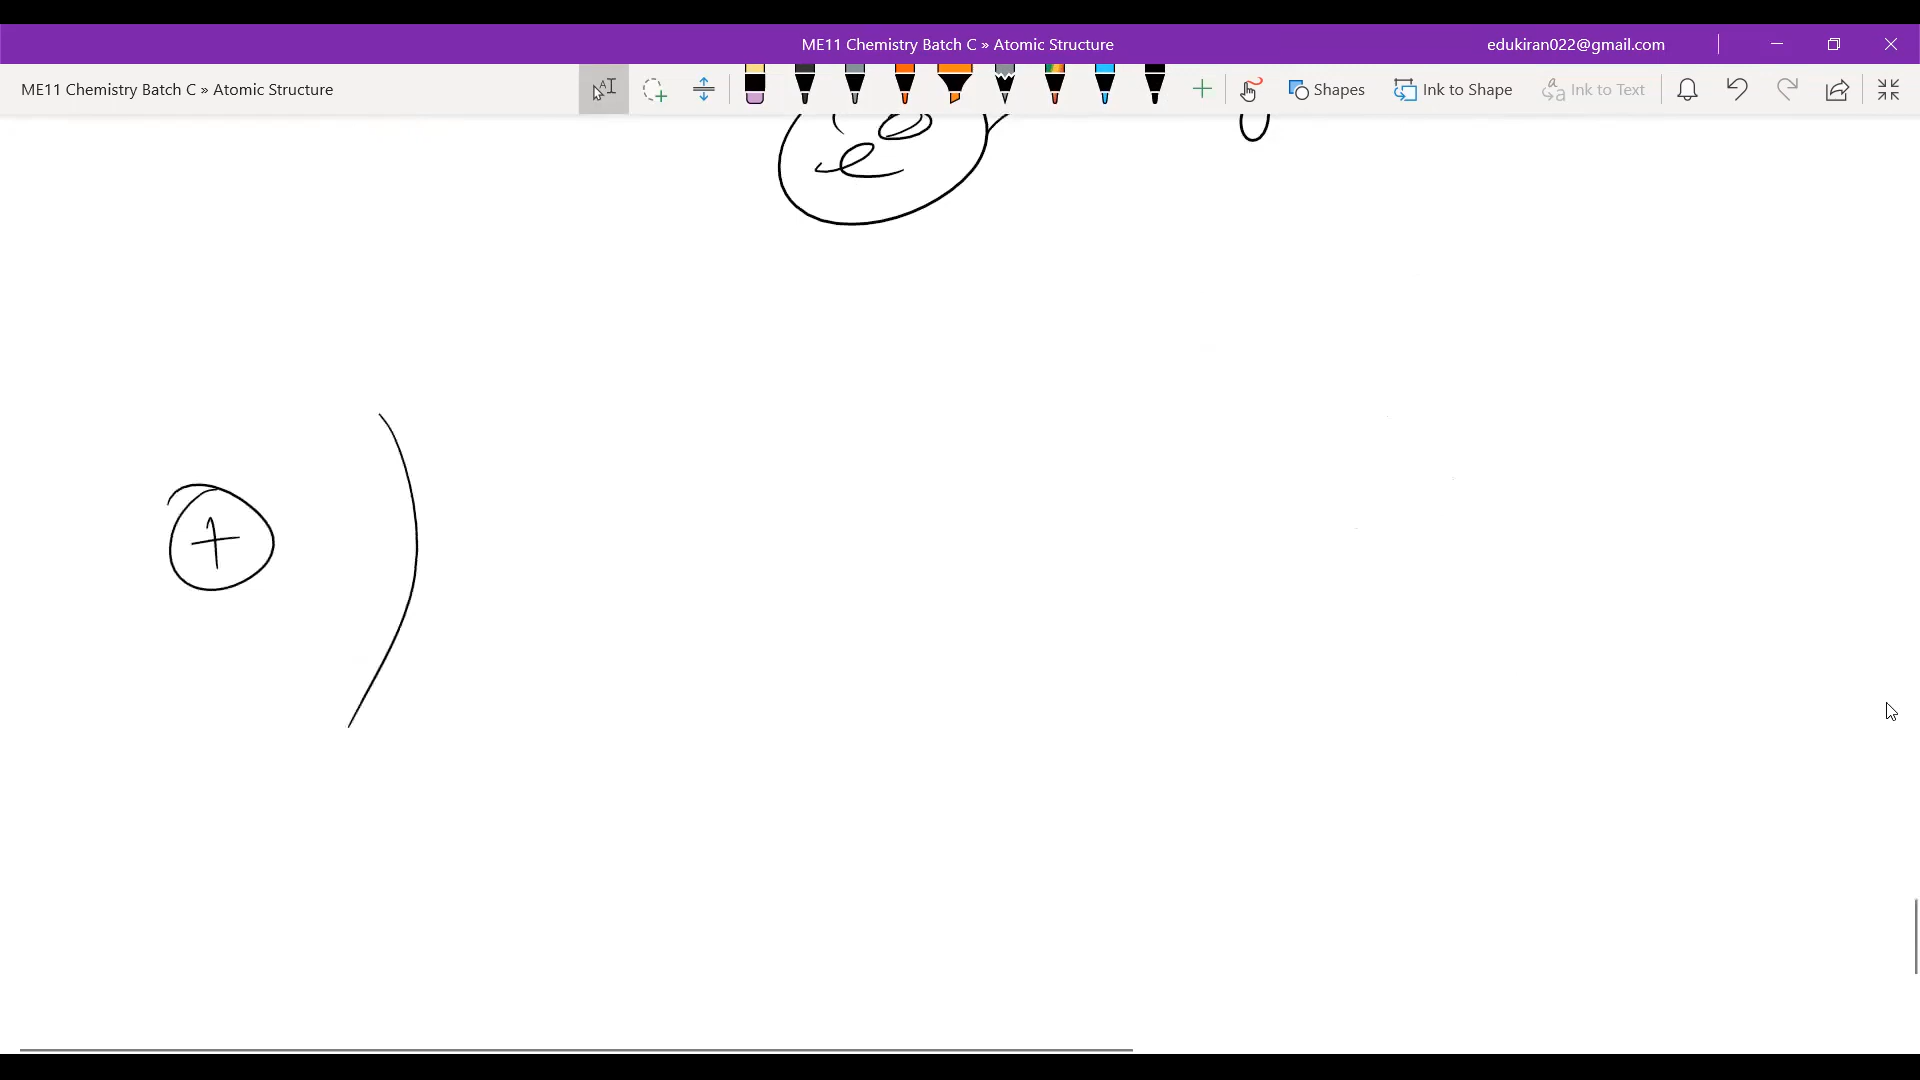 ME11 Chemistry Batch C » Atomic Structure
edukiran022@gmail.com
ME11 Chemistry Batch C » Atomic Structure
Shapes
Ink to Shape
Ink to Text
e
+